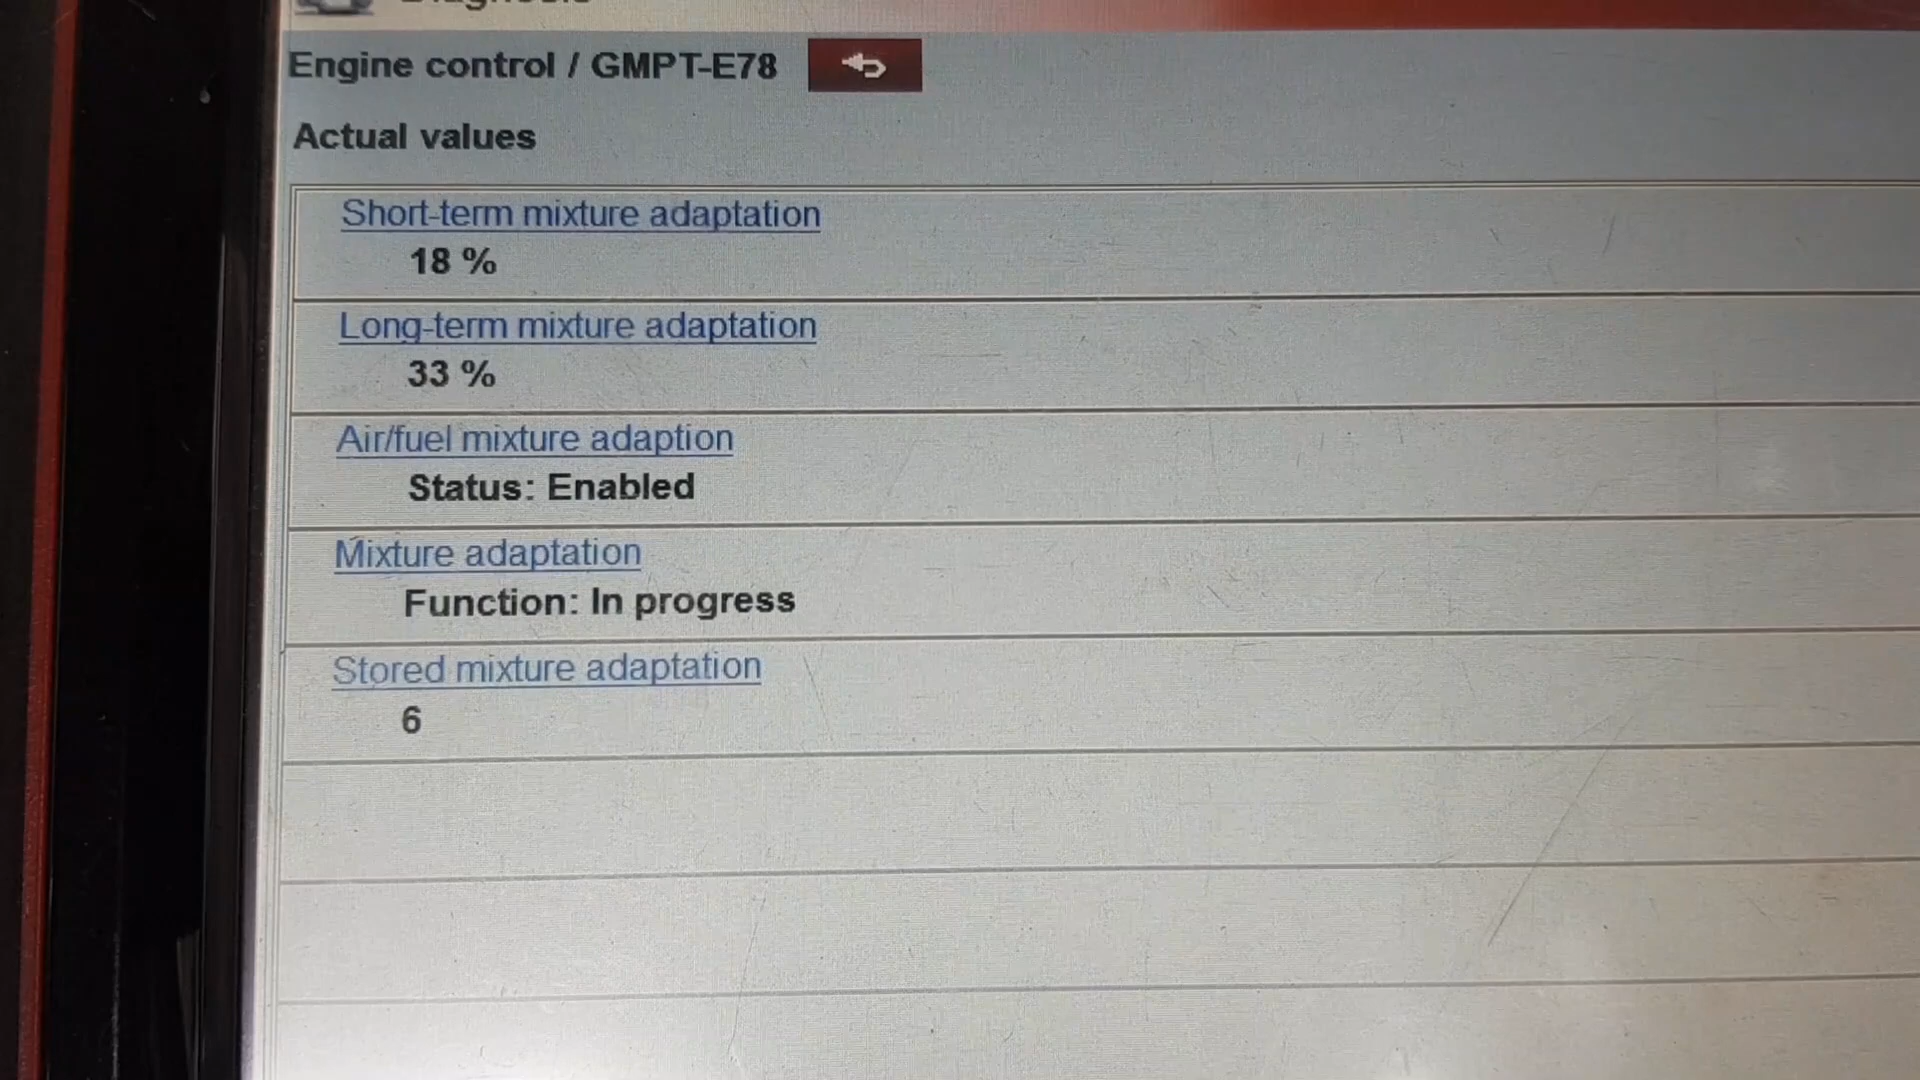 Engine control / GMPT-E78
Actual values
Short-term mixture adaptation
18 %
Long-term mixture adaptation
33 %
Air/fuel mixture adaption
Status: Enabled
Mixture adaptation
Function: In progress
Stored mixture adaptation
6